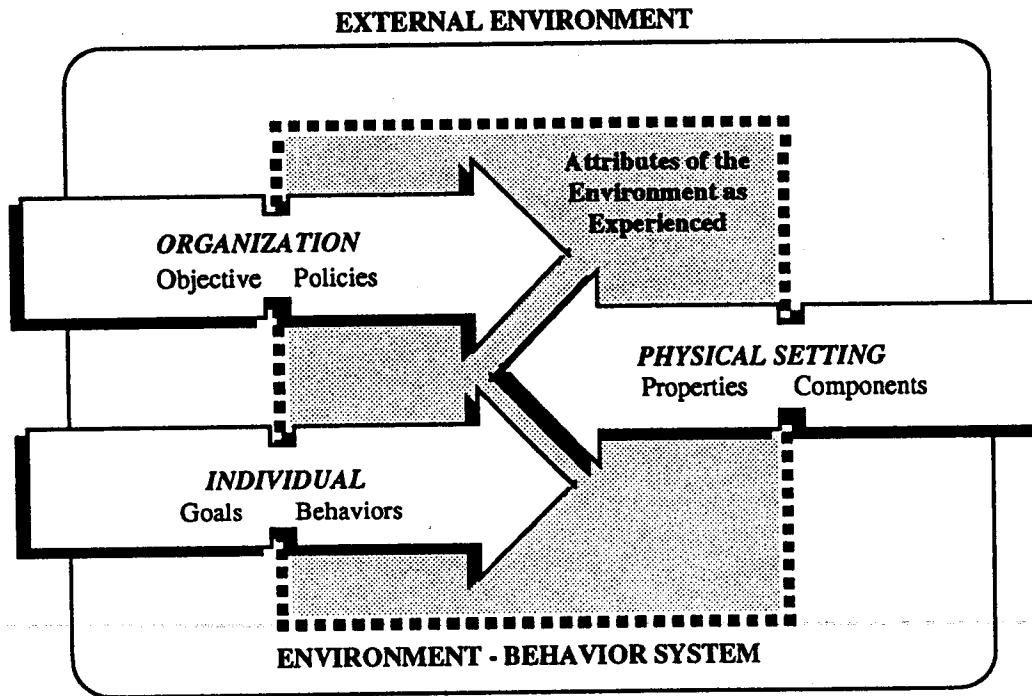 EXTERNAL ENVIRONMENT
Attributes of the
Environment as
Experienced
ORGANIZATION
Objective Policies
PHYSICAL SETTING
Properties Components
INDIVIDUAL
Goals Behaviors
ENVIRONMENT - BEHAVIOR SYSTEM